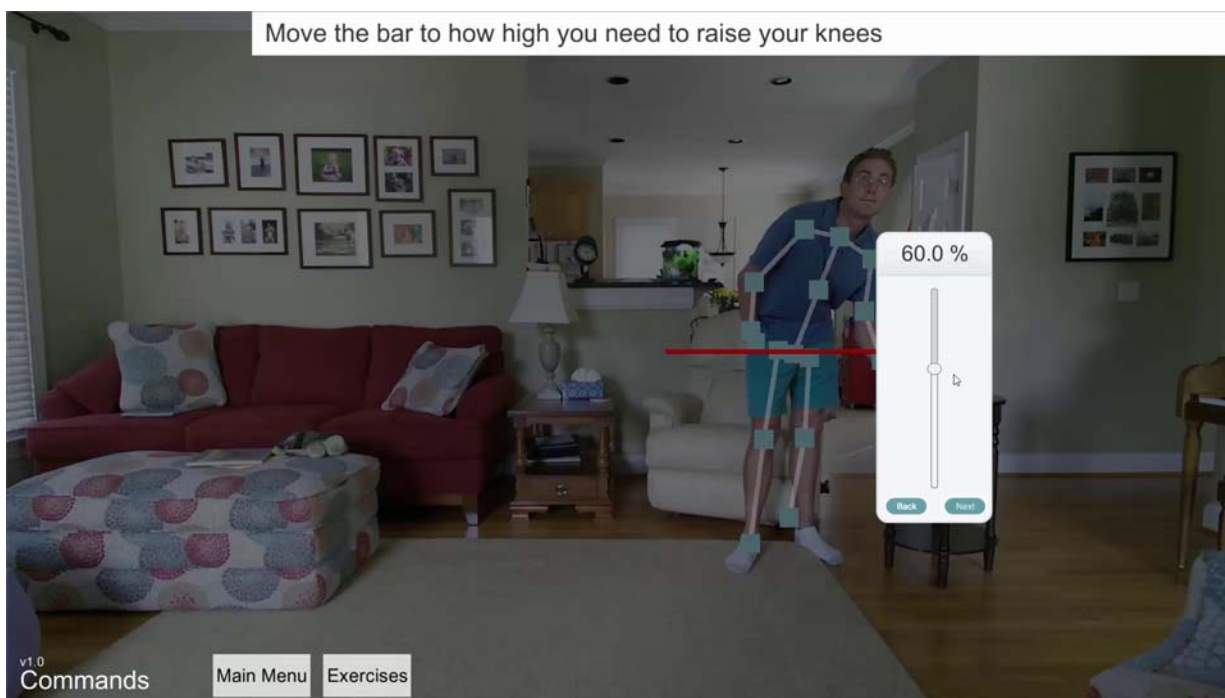 Move the bar to how high you need to raise your knees
60.0 %
Back
Next
v1.0
Commands
Main Menu
Exercises